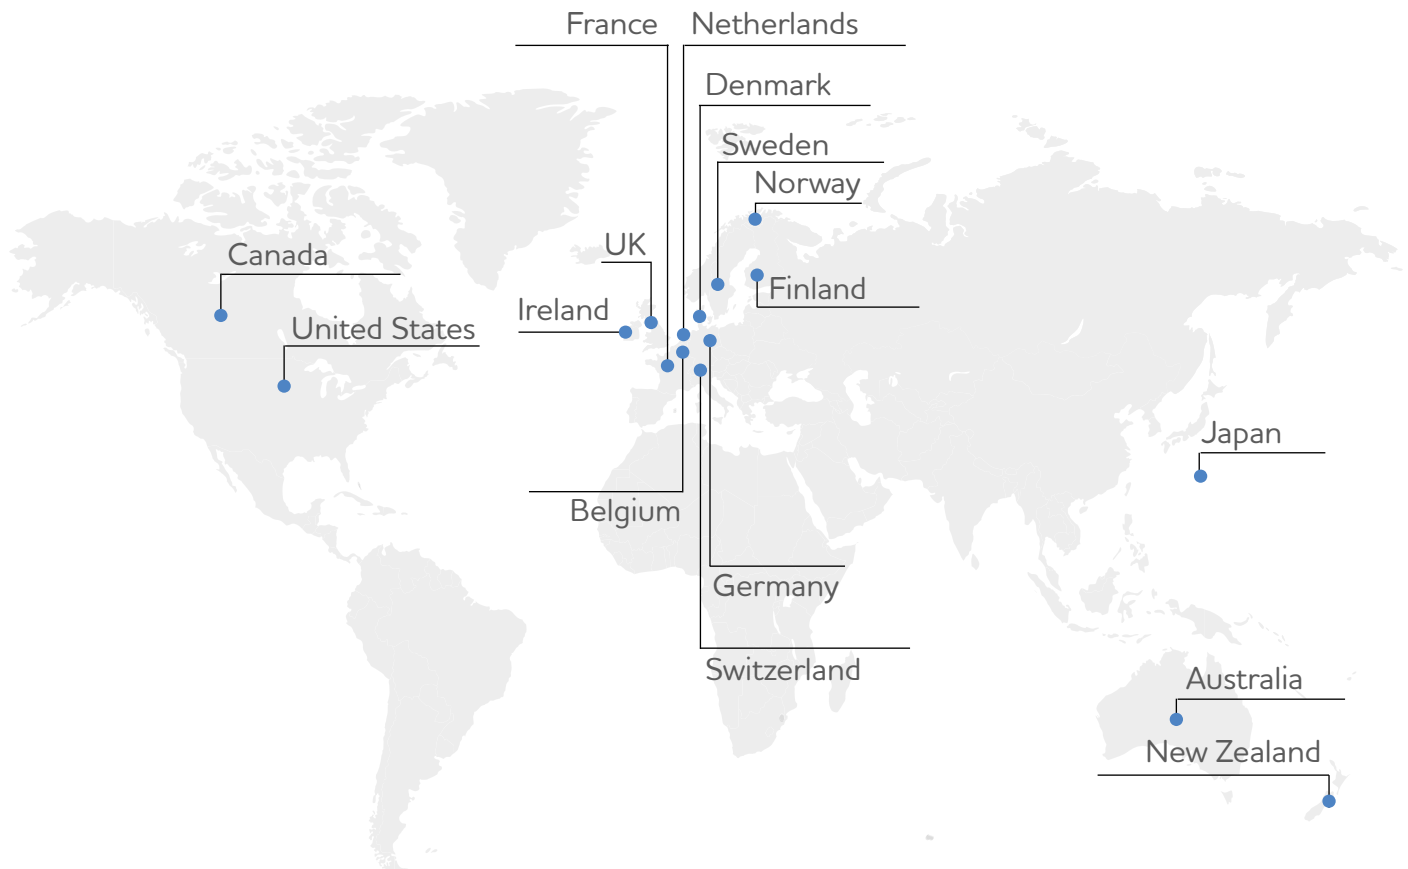 France
Netherlands
Denmark
Sweden
Norway
UK
Canada
Finland
Ireland
United States
Japan
Belgium
Germany
Switzerland
Australia
New Zealand